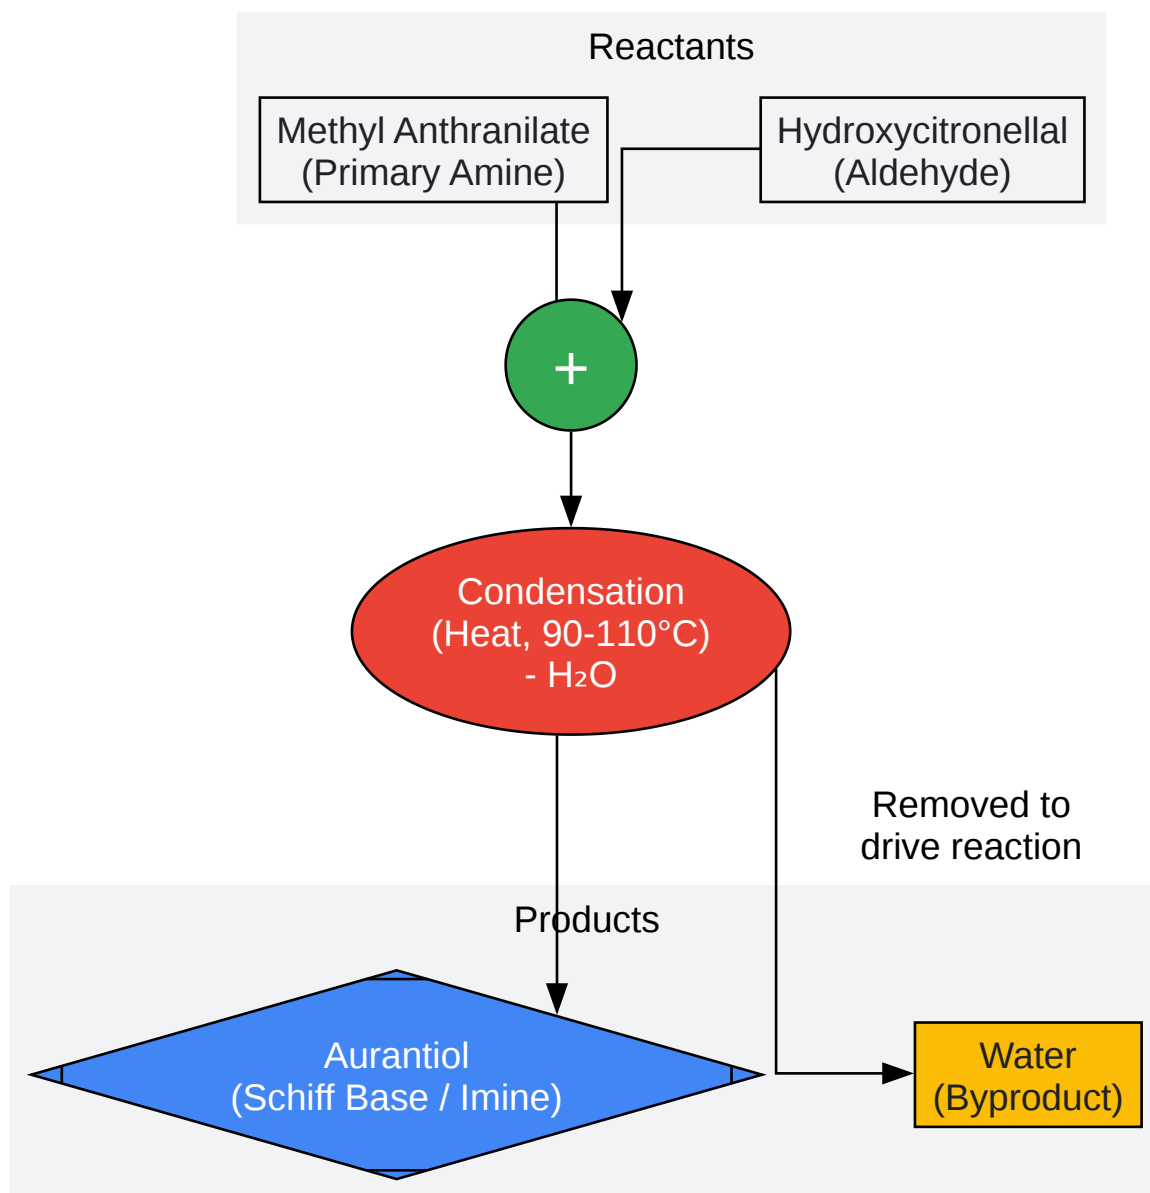 Reactants
Methyl Anthranilate
(Primary Amine)
Hydroxycitronellal
(Aldehyde)
+
Condensation
(Heat, 90-110°C)
- H₂O
Removed to
drive reaction
Products
Aurantiol
(Schiff Base / Imine)
Water
(Byproduct)